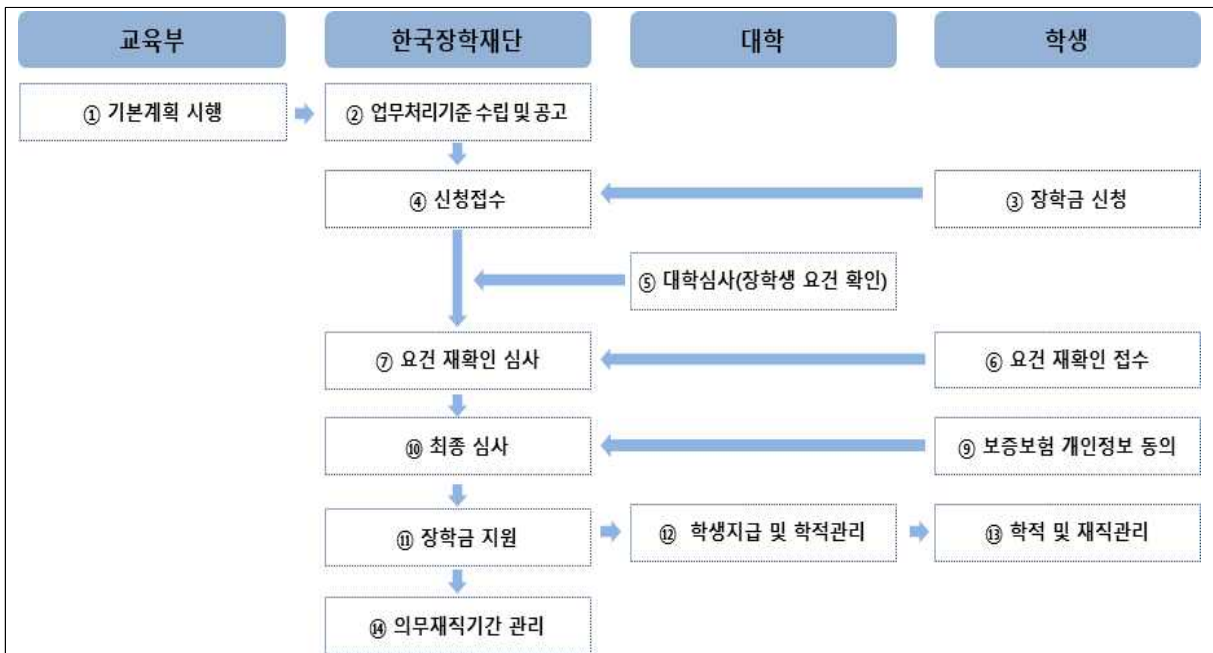 교육부
한국장학재단
대학
학생
① 기본계획 시행
② 업무처리기준 수립 및 공고
④ 신청접수
③ 장학금 신청
⑤ 대학심사(장학생 요건 확인)
⑦ 요건 재확인 심사
⑥ 요건 재확인 접수
⑩ 최종 심사
⑨ 보증보험 개인정보 동의
⑪ 장학금 지원
⑫ 학생지급 및 학적관리
⑬ 학적 및 재직관리
⑭ 의무재직기간 관리